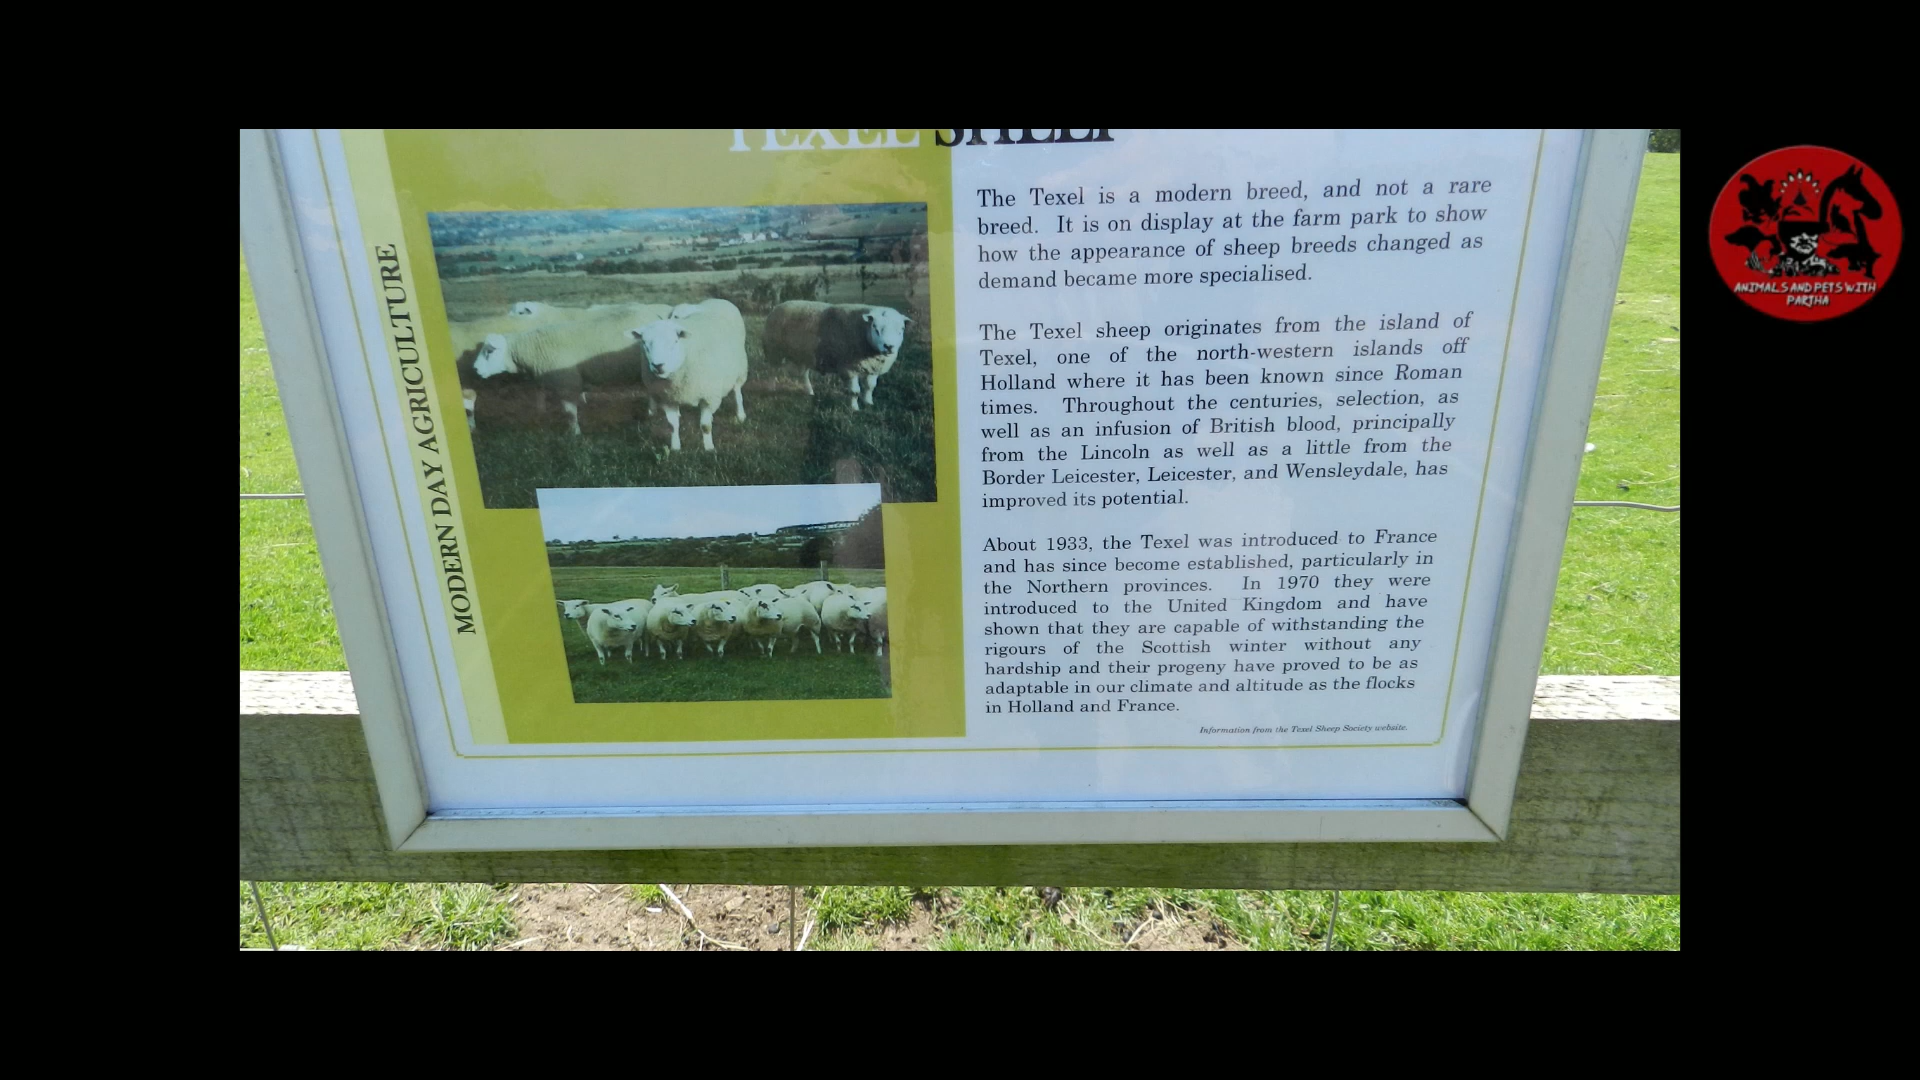 TEXEL SHEEP
MODERN DAY AGRICULTURE
The Texel is a modern breed, and not a rare
breed. It is on display at the farm park to show
how the appearance of sheep breeds changed as
demand became more specialised.
The Texel sheep originates from the island of
Texel, one of the north-western islands off
Holland where it has been known since Roman
times. Throughout the centuries, selection, as
well as an infusion of British blood, principally
from the Lincoln as well as a little from the
Border Leicester, Leicester, and Wensleydale, has
improved its potential.
About 1933, the Texel was introduced to France
and has since become established, particularly in
the Northern provinces. In 1970 they were
introduced to the United Kingdom and have
shown that they are capable of withstanding the
rigours of the Scottish winter without any
hardship and their progeny have proved to be as
adaptable in our climate and altitude as the flocks
in Holland and France.
Information from the Texel Sheep Society website.
ANIMALS AND PETS WITH
PARTHA